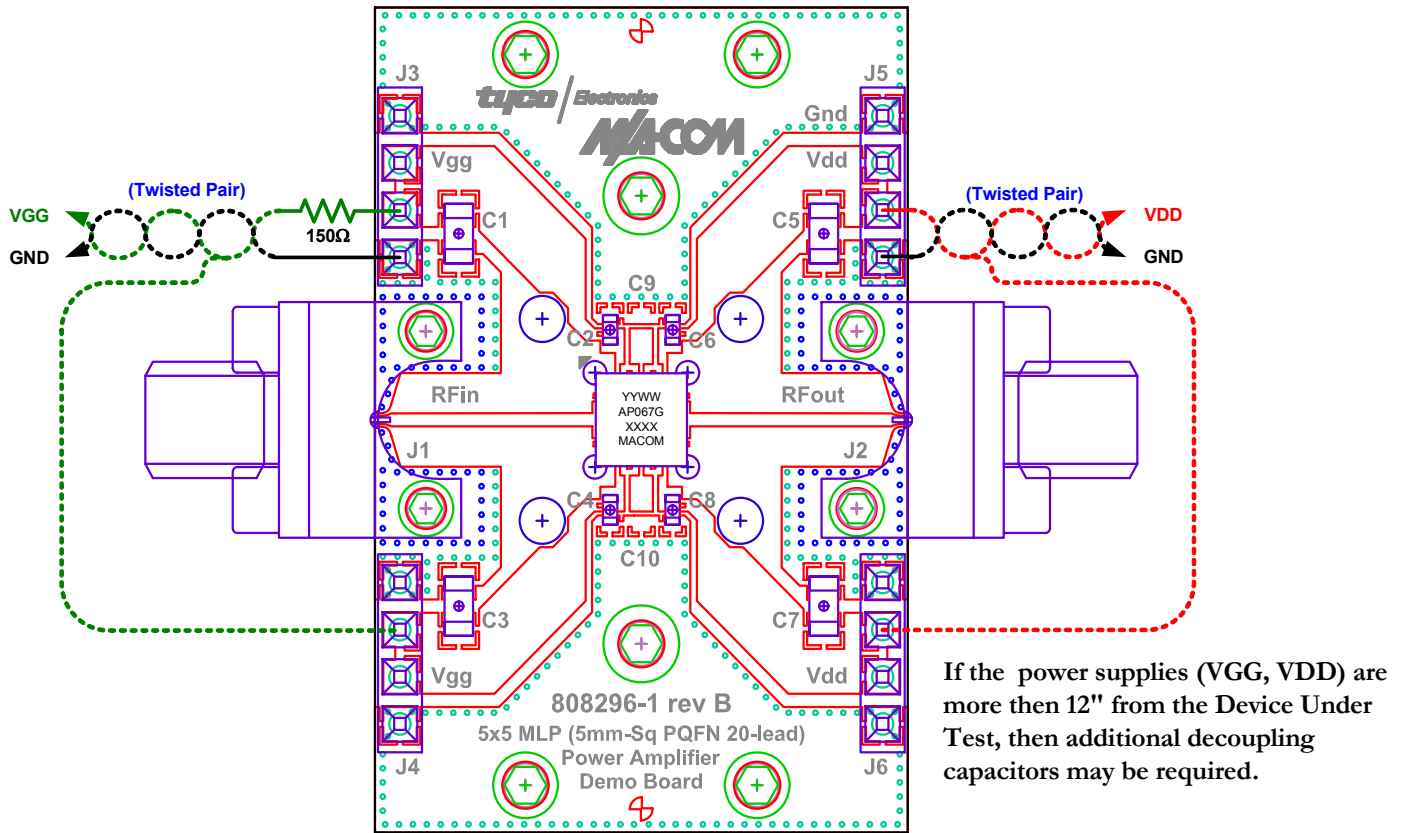 J3
J5
tyco Electronics
Gnd
M/A-COM
Vgg
Vdd
(Twisted Pair)
(Twisted Pair)
VGG
VDD
C1
C5
150Ω
GND
GND
C9
C2
C6
RFin
RFout
YYWW
AP067G
XXXX
MACOM
J1
J2
C4
C8
C10
C3
C7
Vgg
Vdd
808296-1 rev B
5x5 MLP (5mm-Sq PQFN 20-lead)
Power Amplifier
Demo Board
J4
J6
If the power supplies (VGG, VDD) are
more then 12" from the Device Under
Test, then additional decoupling
capacitors may be required.